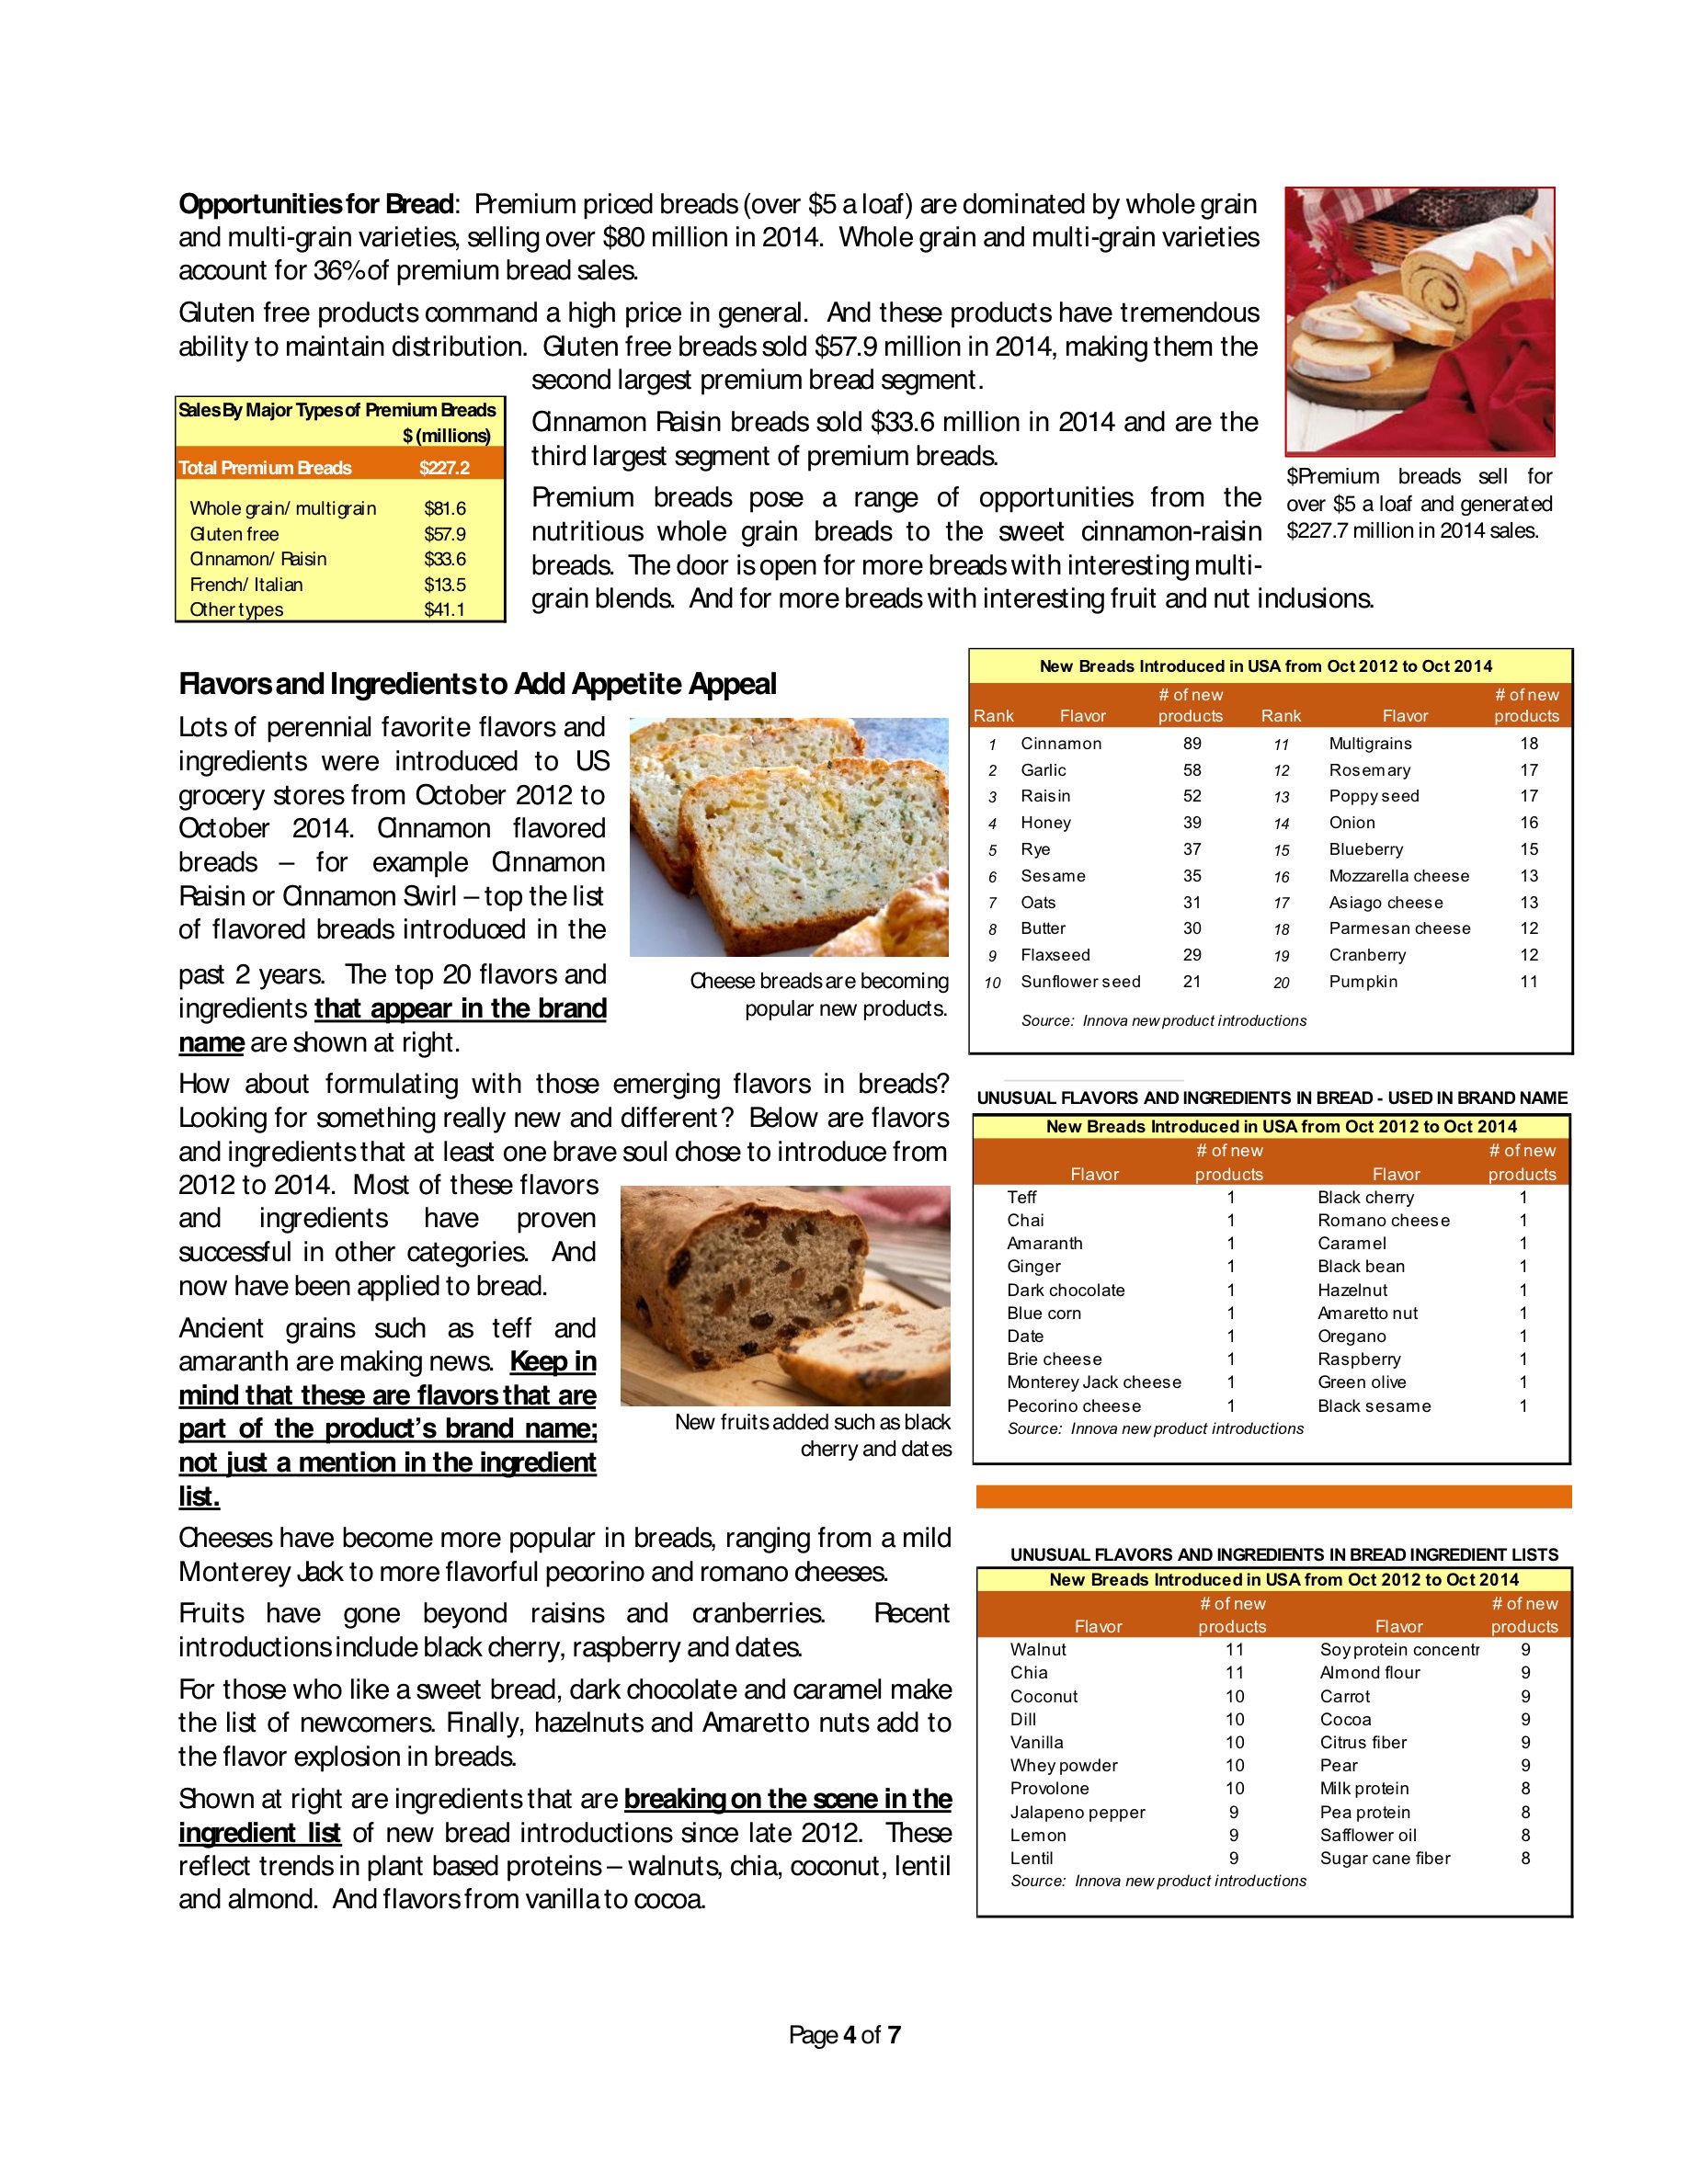 Opportunities for Bread: Premium priced breads (over $5 a loaf) are dominated by whole grain
and multi-grain varieties, selling over $80 million in 2014. Whole grain and multi-grain varieties
account for 36% of premium bread sales.
Gluten free products command a high price in general. And these products have tremendous
ability to maintain distribution. Gluten free breads sold $57.9 million in 2014, making them the
second largest premium bread segment.
Cinnamon Raisin breads sold $33.6 million in 2014 and are the
third largest segment of premium breads.
Premium breads pose a range of opportunities from the
nutritious whole grain breads to the sweet cinnamon-raisin
breads. The door is open for more breads with interesting multi-
grain blends. And for more breads with interesting fruit and nut inclusions.
$Premium breads sell for
over $5 a loaf and generated
$227.7 million in 2014 sales.
Sales By Major Types of Premium Breads
$ (millions)
Total Premium Breads $227.2
Whole grain/ multigrain $81.6
Gluten free $57.9
Cinnamon/ Raisin $33.6
French/ Italian $13.5
Other types $41.1
Flavors and Ingredients to Add Appetite Appeal
Lots of perennial favorite flavors and
ingredients were introduced to US
grocery stores from October 2012 to
October 2014. Cinnamon flavored
breads – for example Cinnamon
Raisin or Cinnamon Swirl – top the list
of flavored breads introduced in the
past 2 years. The top 20 flavors and
ingredients that appear in the brand
name are shown at right.
Cheese breads are becoming
popular new products.
How about formulating with those emerging flavors in breads?
Looking for something really new and different? Below are flavors
and ingredients that at least one brave soul chose to introduce from
2012 to 2014. Most of these flavors
and ingredients have proven
successful in other categories. And
now have been applied to bread.
Ancient grains such as teff and
amaranth are making news. Keep in
mind that these are flavors that are
part of the product's brand name;
not just a mention in the ingredient
list.
New fruits added such as black
cherry and dates
Cheeses have become more popular in breads, ranging from a mild
Monterey Jack to more flavorful pecorino and romano cheeses.
Fruits have gone beyond raisins and cranberries. Recent
introductions include black cherry, raspberry and dates.
For those who like a sweet bread, dark chocolate and caramel make
the list of newcomers. Finally, hazelnuts and Amaretto nuts add to
the flavor explosion in breads.
Shown at right are ingredients that are breaking on the scene in the
ingredient list of new bread introductions since late 2012. These
reflect trends in plant based proteins – walnuts, chia, coconut, lentil
and almond. And flavors from vanilla to cocoa.
New Breads Introduced in USA from Oct 2012 to Oct 2014
# of new # of new
Rank Flavor products Rank Flavor products
1 Cinnamon 89 11 Multigrains 18
2 Garlic 58 12 Rosemary 17
3 Raisin 52 13 Poppy seed 17
4 Honey 39 14 Onion 16
5 Rye 37 15 Blueberry 15
6 Sesame 35 16 Mozzarella cheese 13
7 Oats 31 17 Asiago cheese 13
8 Butter 30 18 Parmesan cheese 12
9 Flaxseed 29 19 Cranberry 12
10 Sunflower seed 21 20 Pumpkin 11
Source: Innova new product introductions
UNUSUAL FLAVORS AND INGREDIENTS IN BREAD - USED IN BRAND NAME
New Breads Introduced in USA from Oct 2012 to Oct 2014
# of new # of new
Flavor products Flavor products
Teff 1 Black cherry 1
Chai 1 Romano cheese 1
Amaranth 1 Caramel 1
Ginger 1 Black bean 1
Dark chocolate 1 Hazelnut 1
Blue corn 1 Amaretto nut 1
Date 1 Oregano 1
Brie cheese 1 Raspberry 1
Monterey Jack cheese 1 Green olive 1
Pecorino cheese 1 Black sesame 1
Source: Innova new product introductions
UNUSUAL FLAVORS AND INGREDIENTS IN BREAD INGREDIENT LISTS
New Breads Introduced in USA from Oct 2012 to Oct 2014
# of new # of new
Flavor products Flavor products
Walnut 11 Soy protein concentr 9
Chia 11 Almond flour 9
Coconut 10 Carrot 9
Dill 10 Cocoa 9
Vanilla 10 Citrus fiber 9
Whey powder 10 Pear 9
Provolone 10 Milk protein 8
Jalapeno pepper 9 Pea protein 8
Lemon 9 Safflower oil 8
Lentil 9 Sugar cane fiber 8
Source: Innova new product introductions
Page 4 of 7